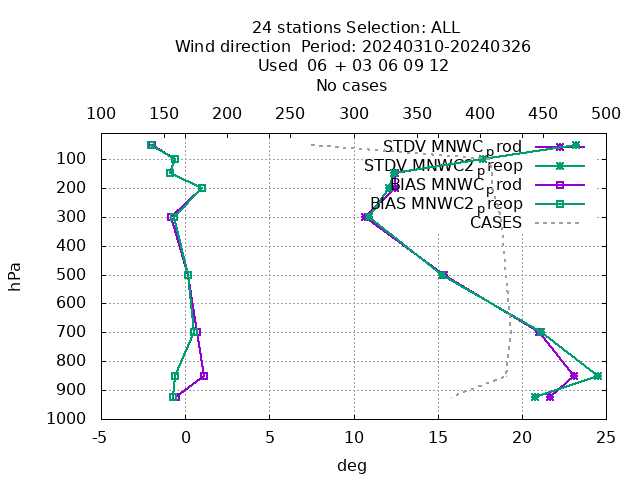 24 stations Selection: ALL
Wind direction  Period: 20240310-20240326
Used  06 + 03 06 09 12
No cases
100 150 200 250 300 350 400 450 500
STDV MNWC_prod
STDV MNWC2_preop
BIAS MNWC_prod
BIAS MNWC2_preop
CASES
100
200
300
400
500
600
700
800
900
1000
hPa
-5 0 5 10 15 20 25
deg